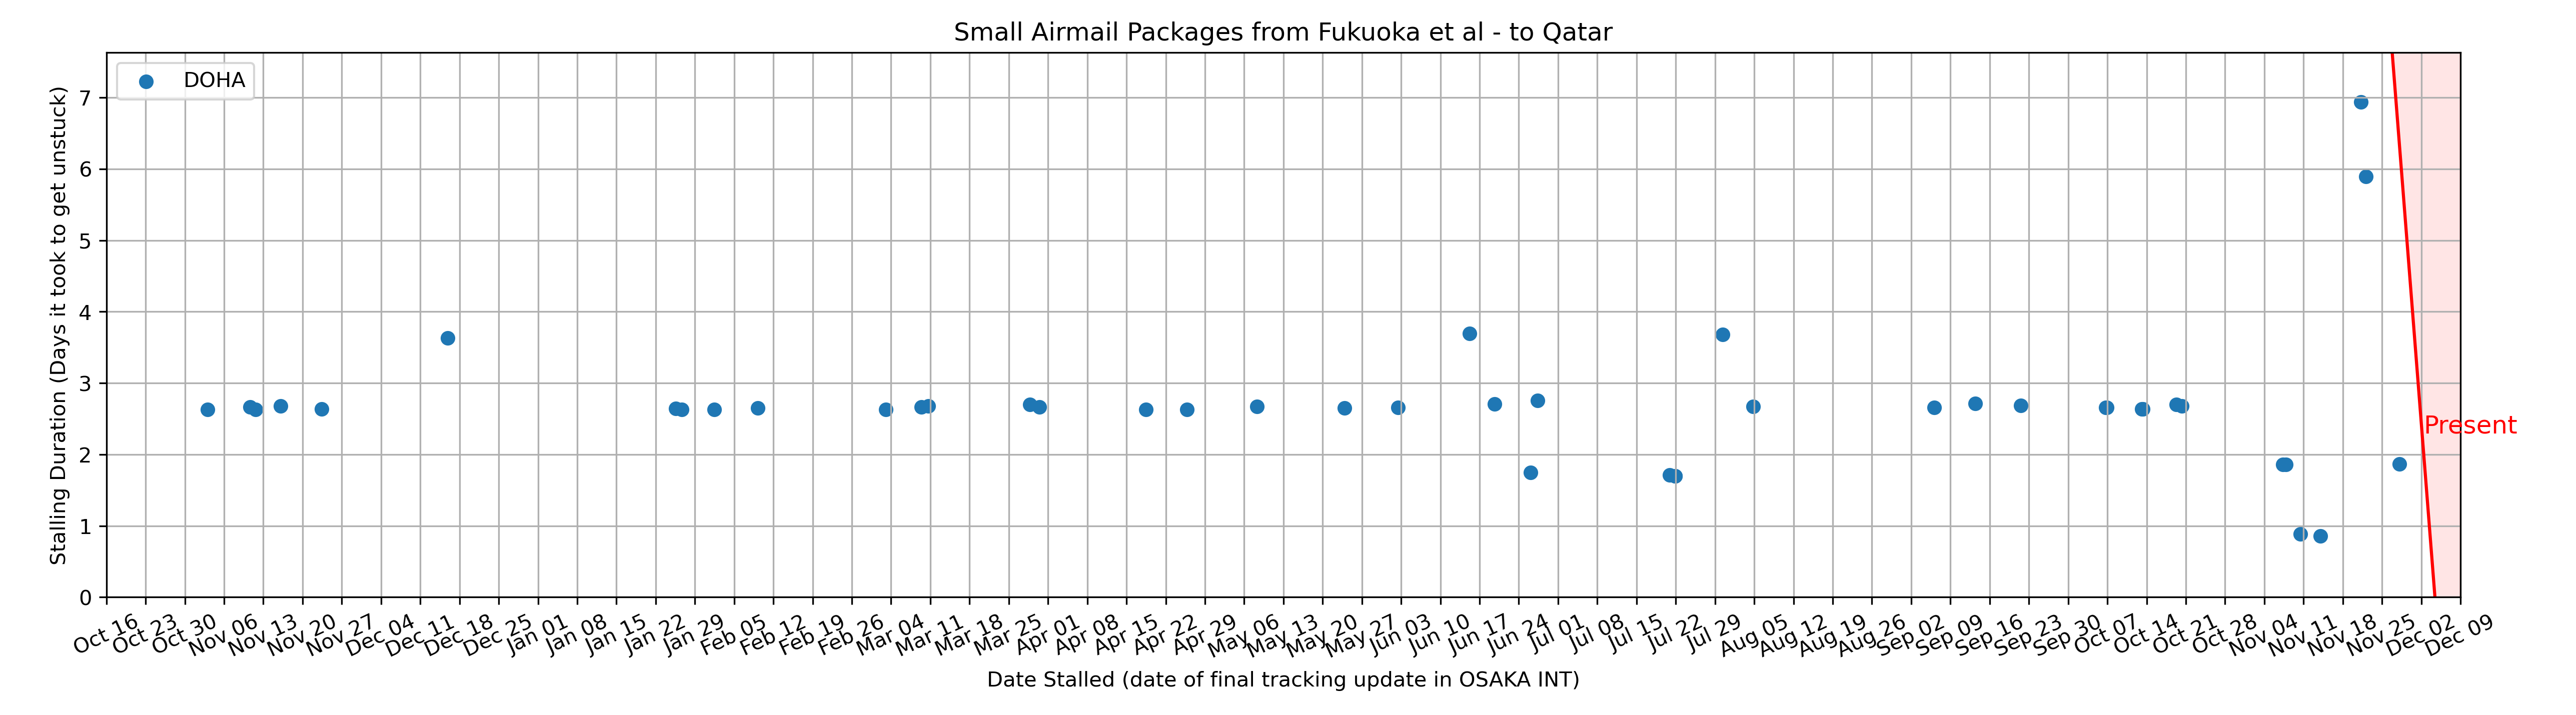 Small Airmail Packages from Fukuoka et al - to Qatar
DOHA
Stalling Duration (Days it took to get unstuck)
7
6
5
4
3
2
1
0
Present
Oct 16
Oct 23
Oct 30
Nov 06
Nov 13
Nov 20
Nov 27
Dec 04
Dec 11
Dec 18
Dec 25
Jan 01
Jan 08
Jan 15
Jan 22
Jan 29
Feb 05
Feb 12
Feb 19
Feb 26
Mar 04
Mar 11
Mar 18
Mar 25
Apr 01
Apr 08
Apr 15
Apr 22
Apr 29
May 06
May 13
May 20
May 27
Jun 03
Jun 10
Jun 17
Jun 24
Jul 01
Jul 08
Jul 15
Jul 22
Jul 29
Aug 05
Aug 12
Aug 19
Aug 26
Sep 02
Sep 09
Sep 16
Sep 23
Sep 30
Oct 07
Oct 14
Oct 21
Oct 28
Nov 04
Nov 11
Nov 18
Nov 25
Dec 02
Dec 09
Date Stalled (date of final tracking update in OSAKA INT)